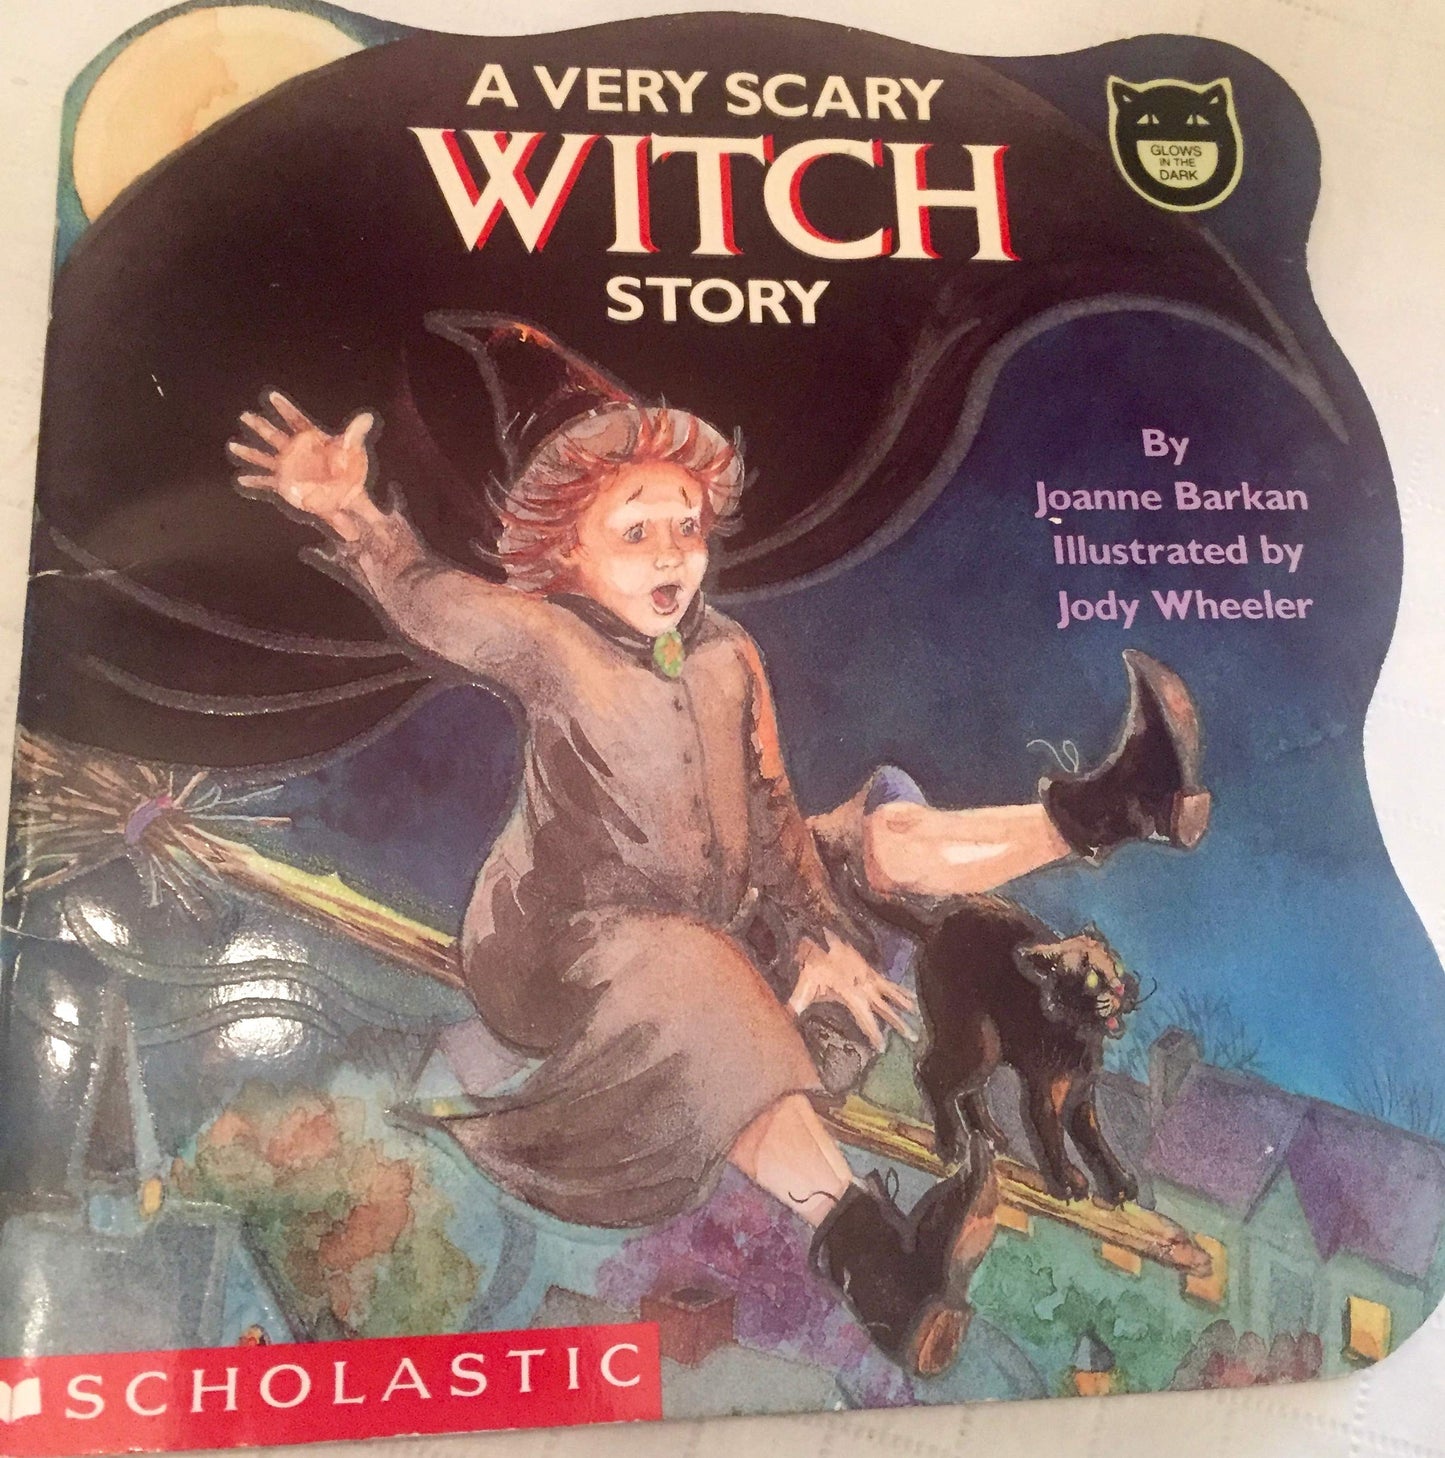 A VERY SCARY
WITCH
STORY
GLOWS
IN THE
DARK
By
Joanne Barkan
Illustrated by
Jody Wheeler
SCHOLASTIC